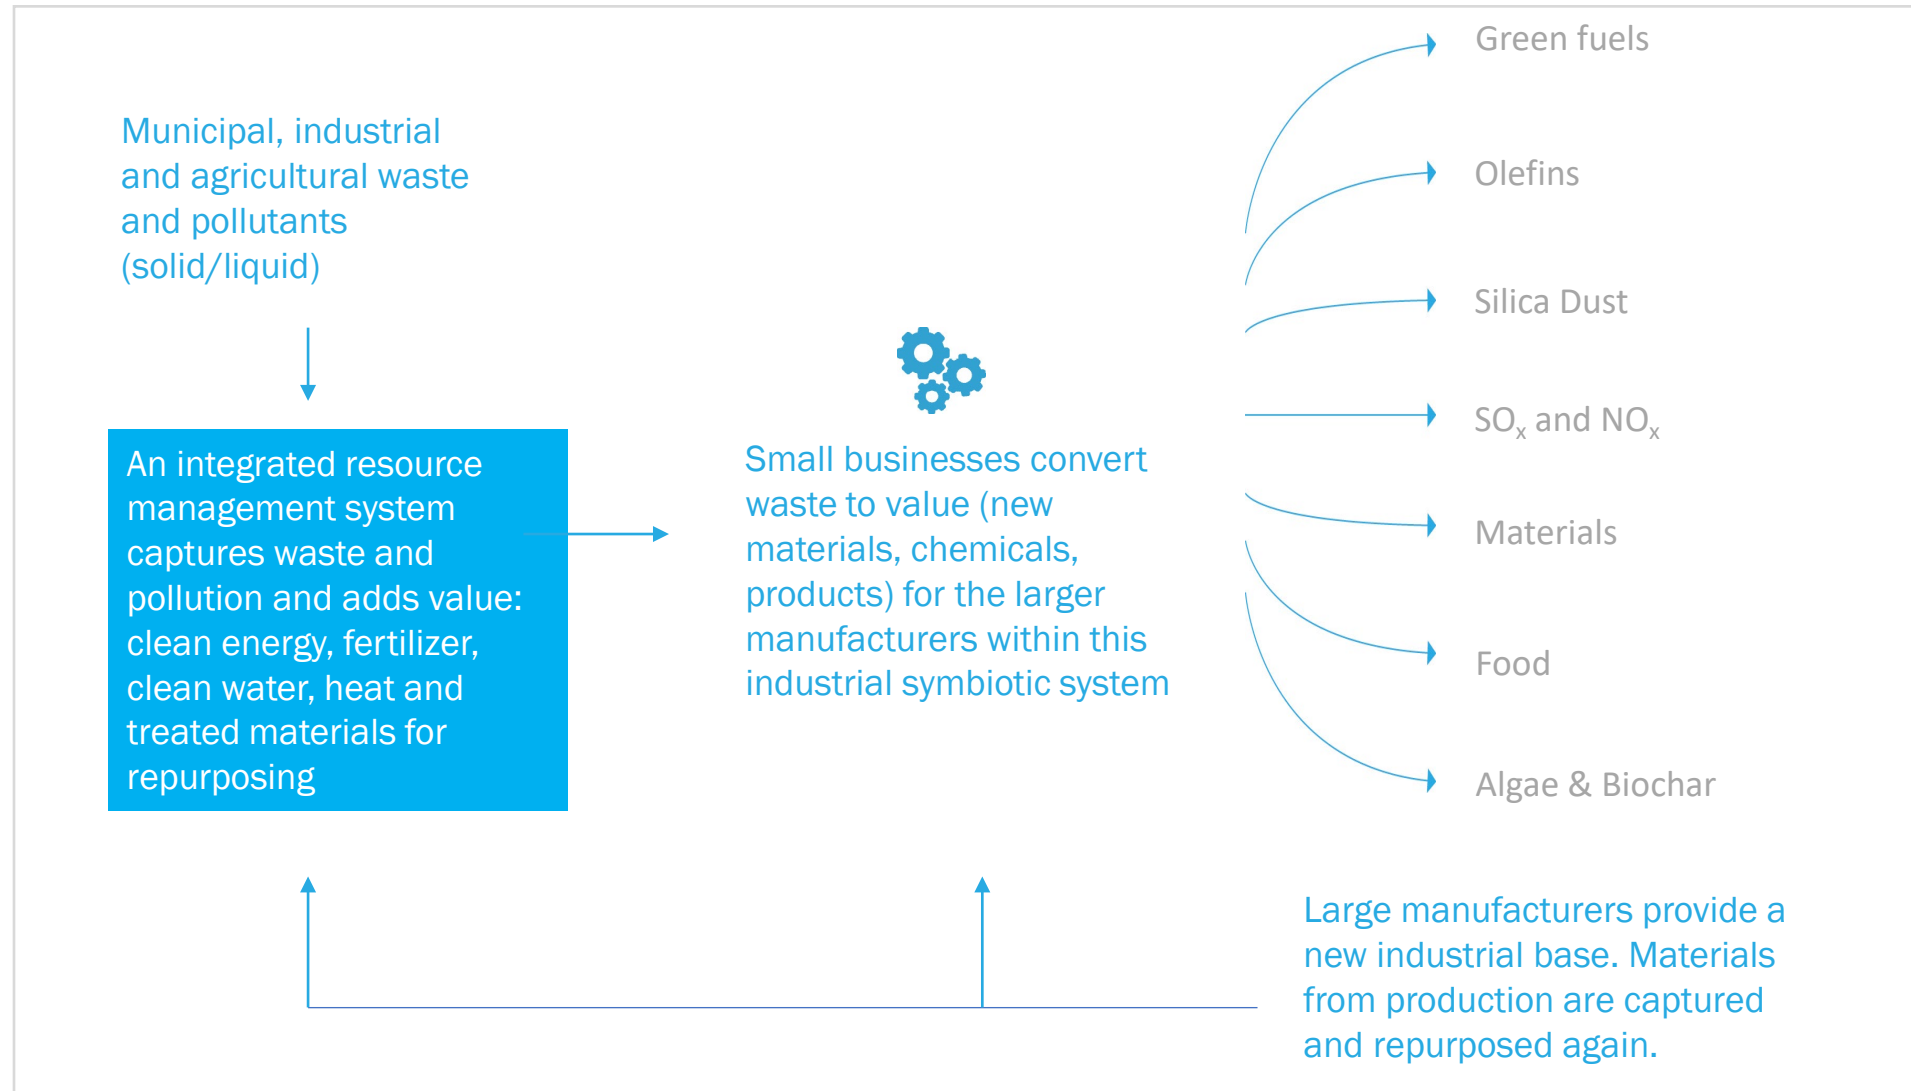 Municipal, industrial
and agricultural waste
and pollutants
(solid/liquid)
An integrated resource
management system
captures waste and
pollution and adds value:
clean energy, fertilizer,
clean water, heat and
treated materials for
repurposing
Small businesses convert
waste to value (new
materials, chemicals,
products) for the larger
manufacturers within this
industrial symbiotic system
Green fuels
Olefins
Silica Dust
SOₓ and NOₓ
Materials
Food
Algae & Biochar
Large manufacturers provide a
new industrial base. Materials
from production are captured
and repurposed again.